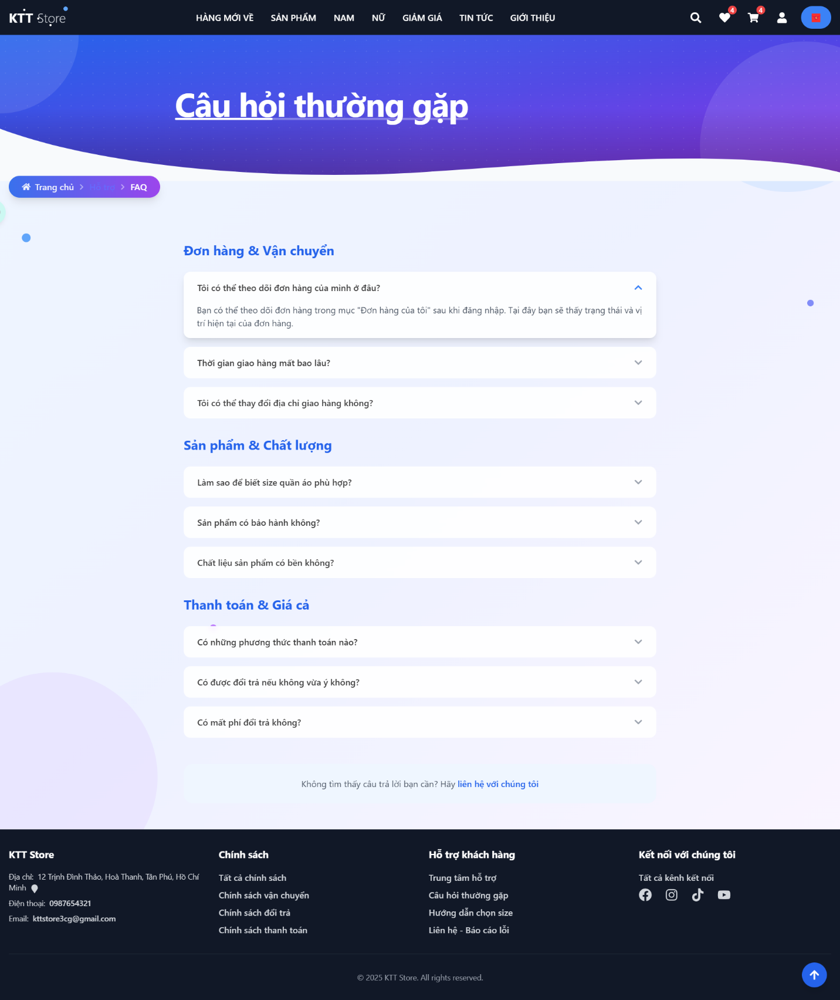 KTT Store
HÀNG MỚI VỀ
SẢN PHẨM
NAM
NỮ
GIẢM GIÁ
TIN TỨC
GIỚI THIỆU
4
4
Câu hỏi thường gặp
Trang chủ
Hỗ trợ
FAQ
Đơn hàng & Vận chuyển
Tôi có thể theo dõi đơn hàng của mình ở đâu?
Bạn có thể theo dõi đơn hàng trong mục "Đơn hàng của tôi" sau khi đăng nhập. Tại đây bạn sẽ thấy trạng thái và vị
trí hiện tại của đơn hàng.
Thời gian giao hàng mất bao lâu?
Tôi có thể thay đổi địa chỉ giao hàng không?
Sản phẩm & Chất lượng
Làm sao để biết size quần áo phù hợp?
Sản phẩm có bảo hành không?
Chất liệu sản phẩm có bền không?
Thanh toán & Giá cả
Có những phương thức thanh toán nào?
Có được đổi trả nếu không vừa ý không?
Có mất phí đổi trả không?
Không tìm thấy câu trả lời bạn cần? Hãy liên hệ với chúng tôi
KTT Store
Địa chỉ: 12 Trịnh Đình Thảo, Hoà Thanh, Tân Phú, Hồ Chí
Minh
Điện thoại: 0987654321
Email: kttstore3cg@gmail.com
Chính sách
Tất cả chính sách
Chính sách vận chuyển
Chính sách đổi trả
Chính sách thanh toán
Hỗ trợ khách hàng
Trung tâm hỗ trợ
Câu hỏi thường gặp
Hướng dẫn chọn size
Liên hệ - Báo cáo lỗi
Kết nối với chúng tôi
Tất cả kênh kết nối
© 2025 KTT Store. All rights reserved.